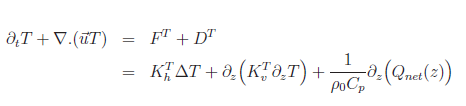 ∂ₜT + ∇.(u⃗T) = Fᵀ + Dᵀ
= Kₕᵀ ΔT + ∂_z(Kᵥᵀ ∂_z T) + 1/(ρ₀C_p) ∂_z(Q_net(z))